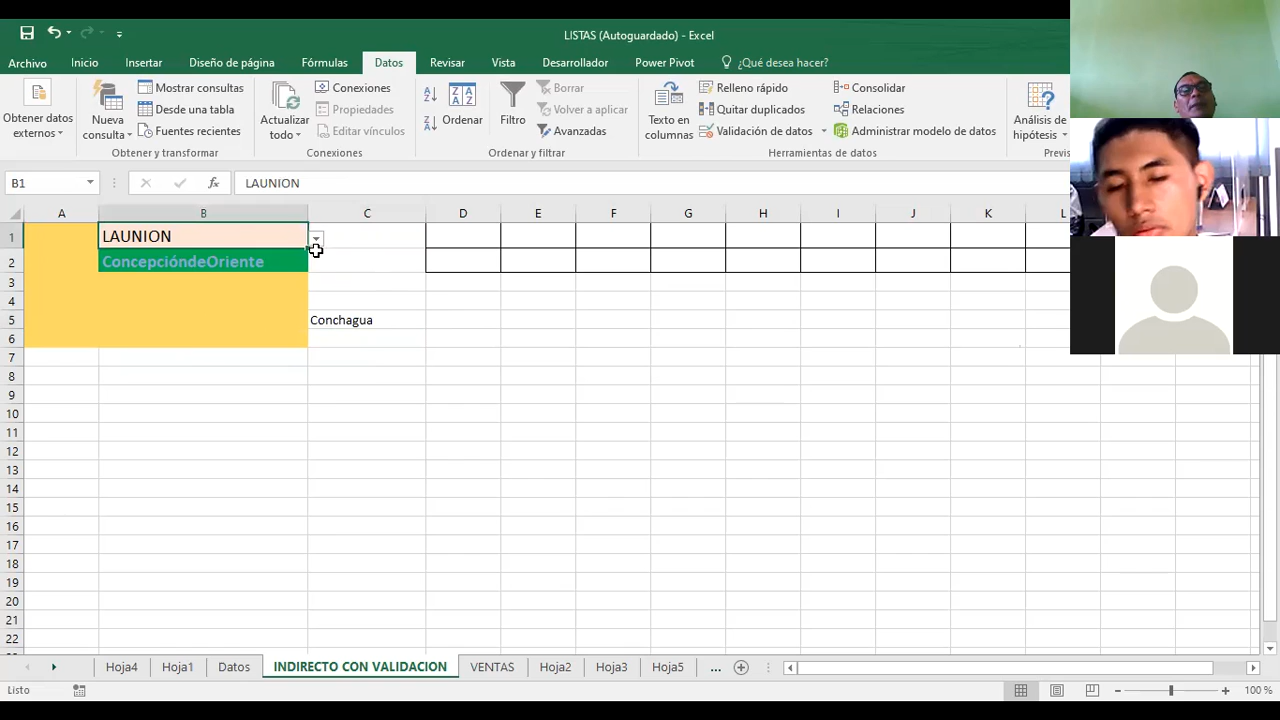 LISTAS (Autoguardado) - Excel
Archivo
Inicio
Insertar
Diseño de página
Fórmulas
Datos
Revisar
Vista
Desarrollador
Power Pivot
¿Qué desea hacer?
Obtener datos externos
Nueva consulta
Mostrar consultas
Desde una tabla
Fuentes recientes
Obtener y transformar
Actualizar todo
Conexiones
Propiedades
Editar vínculos
Conexiones
Ordenar
Filtro
Borrar
Volver a aplicar
Avanzadas
Ordenar y filtrar
Texto en columnas
Relleno rápido
Quitar duplicados
Validación de datos
Consolidar
Relaciones
Administrar modelo de datos
Herramientas de datos
Análisis de hipótesis
Previs
B1
fx
LAUNION
A B C D E F G H I J K L
1 LAUNION
2 ConcepcióndeOriente
3
4
5 Conchagua
6
7
8
9
10
11
12
13
14
15
16
17
18
19
20
21
22
Hoja4 Hoja1 Datos INDIRECTO CON VALIDACION VENTAS Hoja2 Hoja3 Hoja5 ...
Listo
100 %